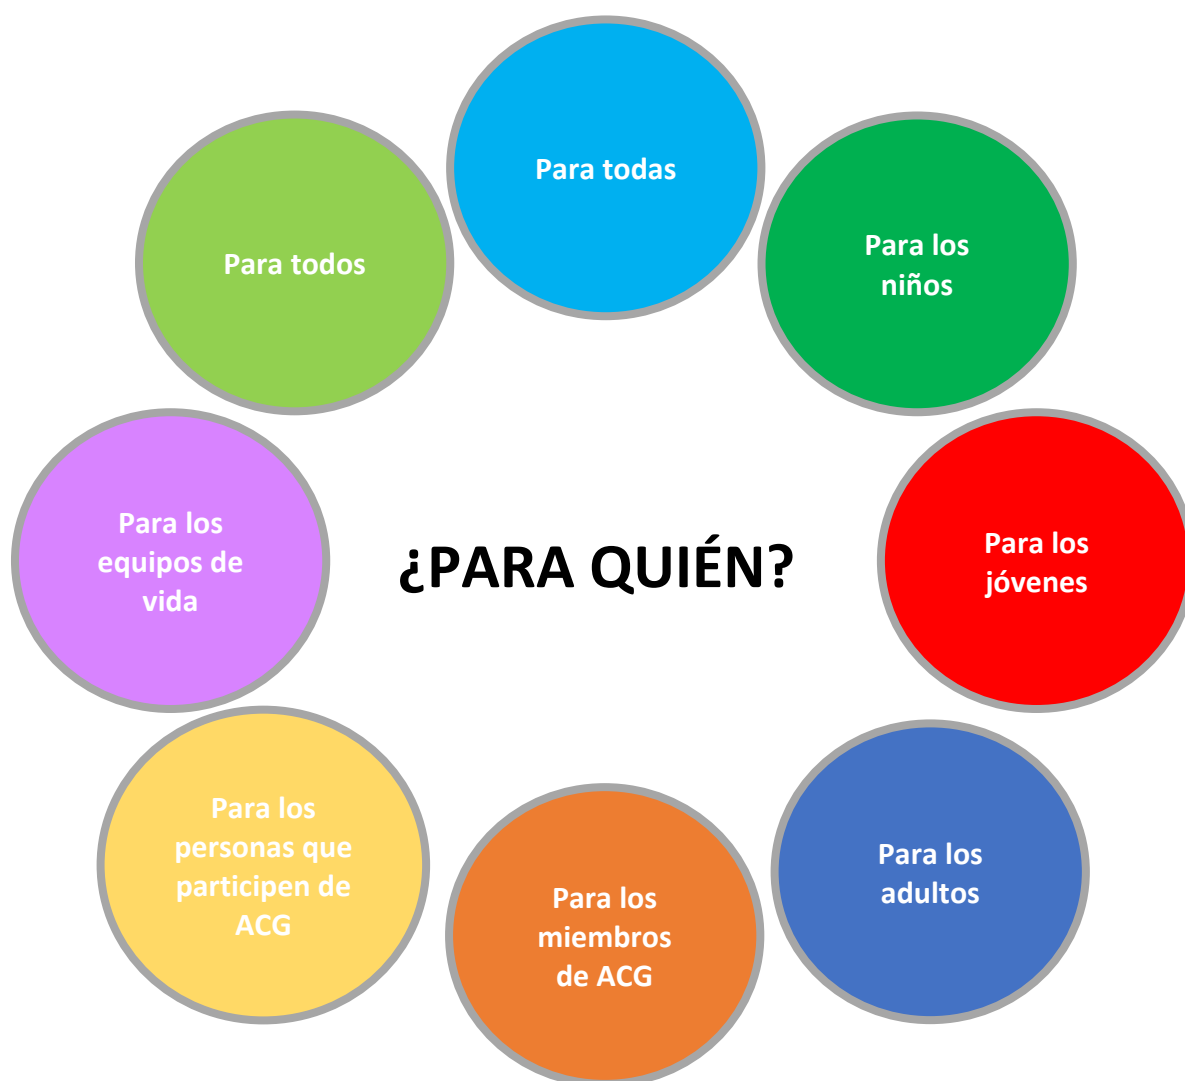 Para todas
Para todos
Para los
niños
Para los
equipos de
vida
¿PARA QUIÉN?
Para los
jóvenes
Para los
personas que
participen de
ACG
Para los
miembros
de ACG
Para los
adultos